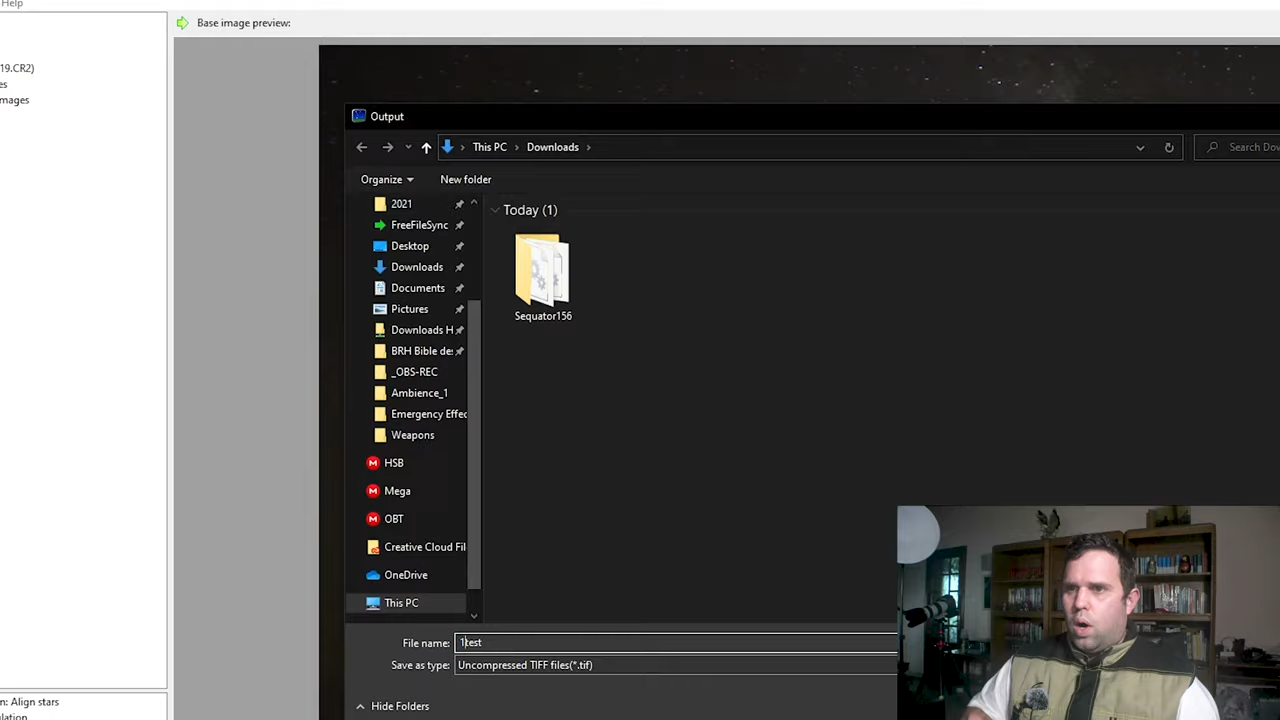 Help
Base image preview:
19.CR2)
es
mages
Output
This PC
Downloads
Search Dow
Organize
New folder
2021
Today (1)
FreeFileSync
Desktop
Downloads
Documents
Sequator156
Pictures
Downloads H
BRH Bible de
_OBS-REC
Ambience_1
Emergency Effec
Weapons
HSB
Mega
OBT
Creative Cloud Fil
OneDrive
This PC
File name: 1test
Save as type: Uncompressed TIFF files(*.tif)
n: Align stars
Hide Folders
ulation